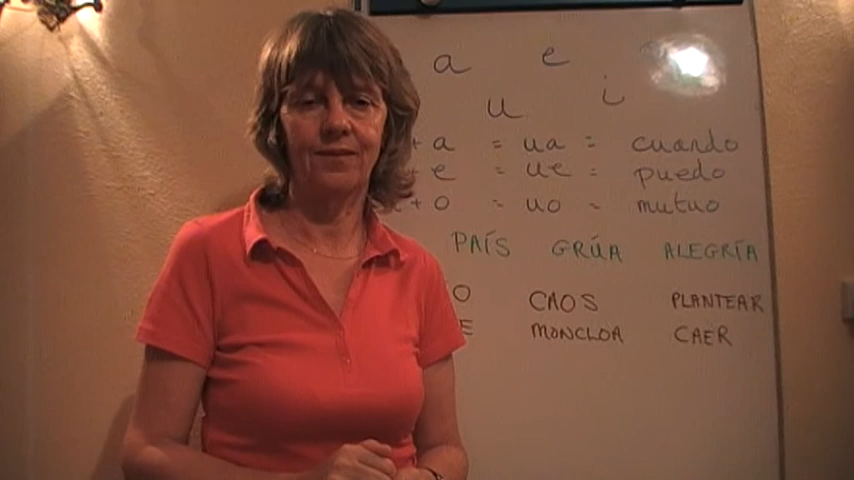 a e
u i
+ a = ua = cuando
+ e = ue = puedo
+ o = uo = mutuo
PAÍS GRÚA ALEGRÍA
O CAOS PLANTEAR
E MONCLOA CAER